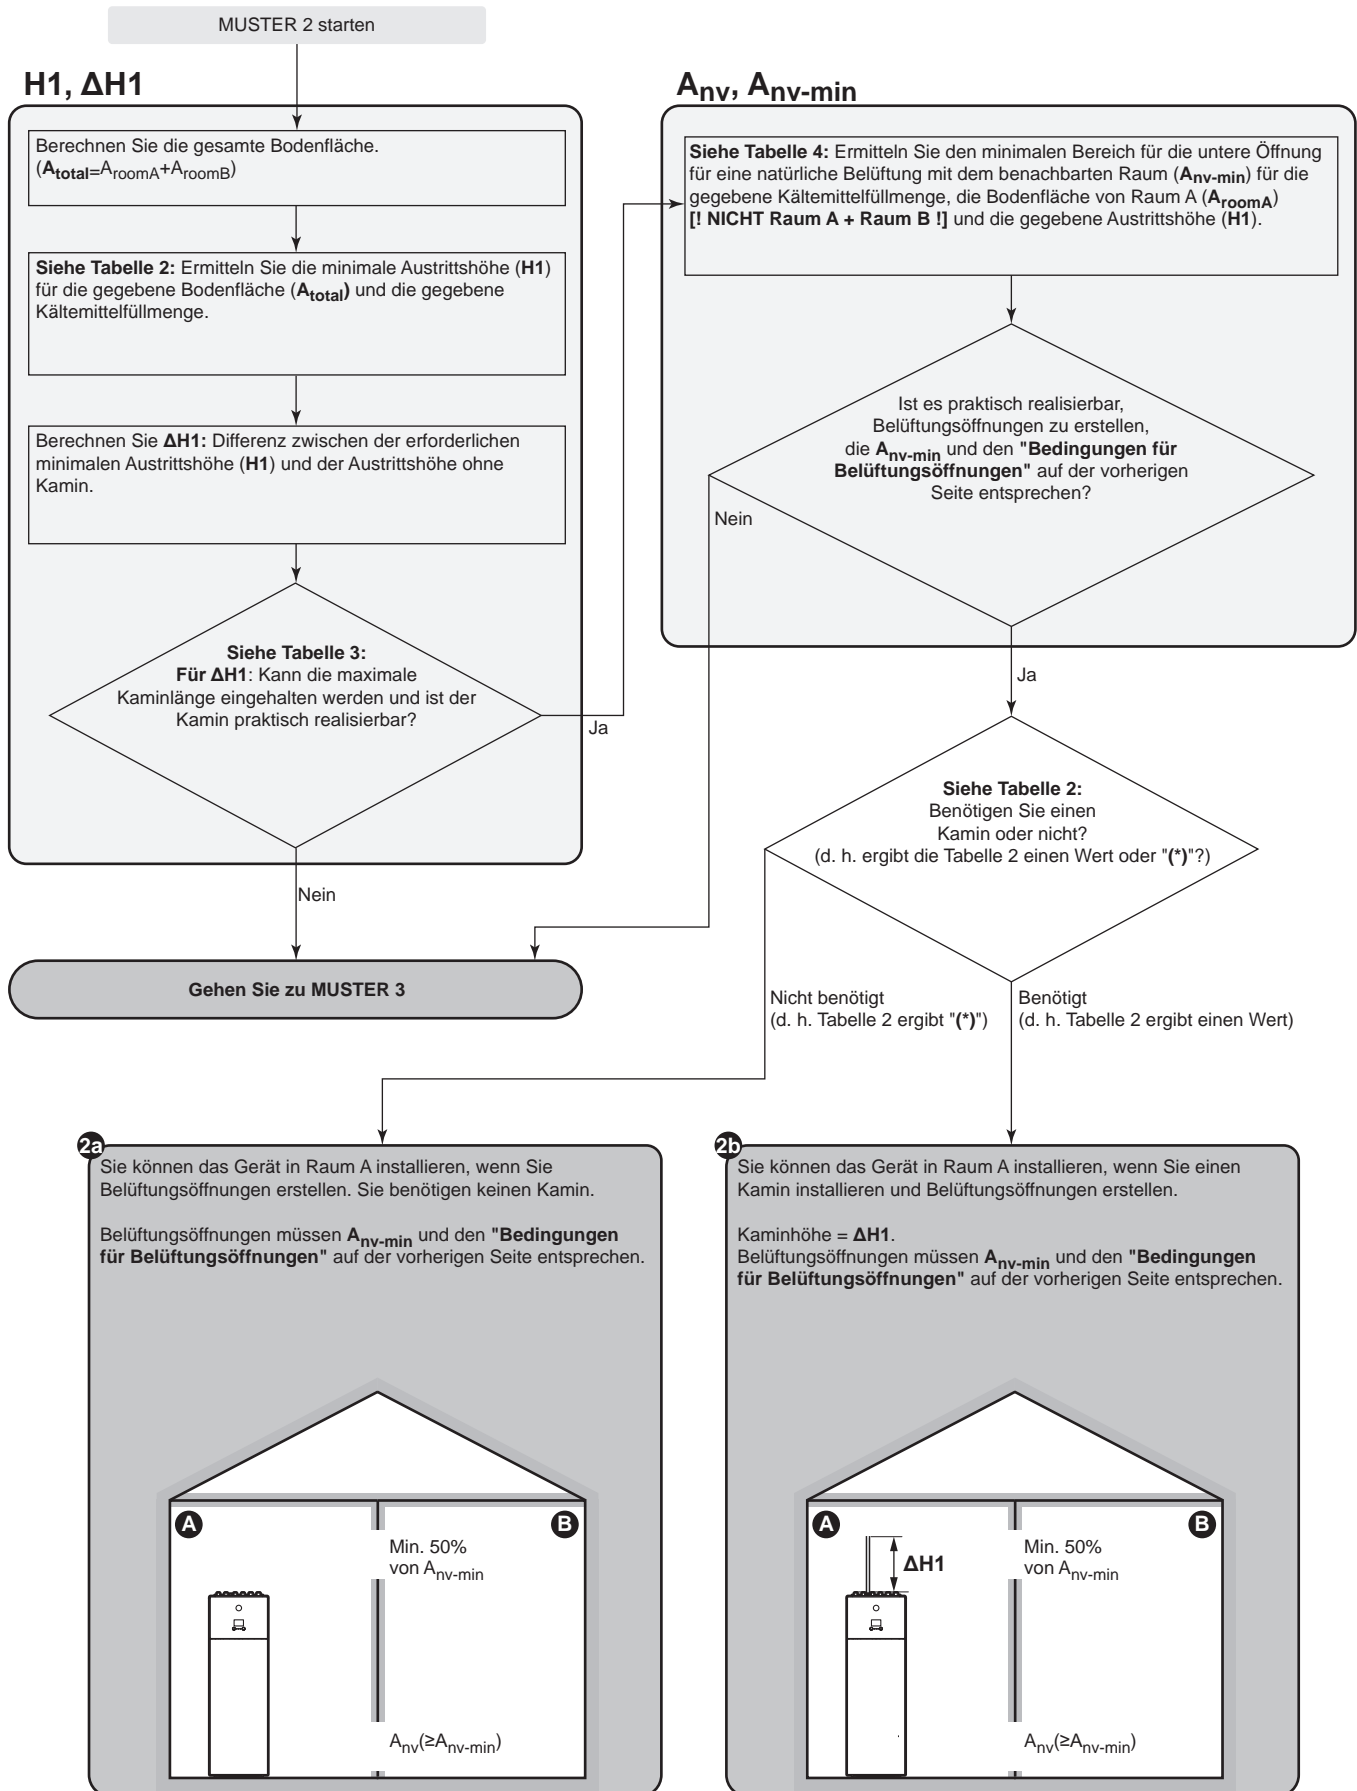 MUSTER 2 starten
H1, ΔH1
Berechnen Sie die gesamte Bodenfläche.
(Atotal=AroomA+AroomB)
Siehe Tabelle 2: Ermitteln Sie die minimale Austrittshöhe (H1)
für die gegebene Bodenfläche (Atotal) und die gegebene
Kältemittelfüllmenge.
Berechnen Sie ΔH1: Differenz zwischen der erforderlichen
minimalen Austrittshöhe (H1) und der Austrittshöhe ohne
Kamin.
Siehe Tabelle 3:
Für ΔH1: Kann die maximale
Kaminlänge eingehalten werden und ist der
Kamin praktisch realisierbar?
Ja
Nein
Gehen Sie zu MUSTER 3
Anv, Anv-min
Siehe Tabelle 4: Ermitteln Sie den minimalen Bereich für die untere Öffnung
für eine natürliche Belüftung mit dem benachbarten Raum (Anv-min) für die
gegebene Kältemittelfüllmenge, die Bodenfläche von Raum A (AroomA)
[! NICHT Raum A + Raum B !] und die gegebene Austrittshöhe (H1).
Ist es praktisch realisierbar,
Belüftungsöffnungen zu erstellen,
die Anv-min und den "Bedingungen für
Belüftungsöffnungen" auf der vorherigen
Seite entsprechen?
Nein
Ja
Siehe Tabelle 2:
Benötigen Sie einen
Kamin oder nicht?
(d. h. ergibt die Tabelle 2 einen Wert oder "(*)"?)
Nicht benötigt
(d. h. Tabelle 2 ergibt "(*)")
Benötigt
(d. h. Tabelle 2 ergibt einen Wert)
2a
Sie können das Gerät in Raum A installieren, wenn Sie
Belüftungsöffnungen erstellen. Sie benötigen keinen Kamin.
Belüftungsöffnungen müssen Anv-min und den "Bedingungen
für Belüftungsöffnungen" auf der vorherigen Seite entsprechen.
A
B
Min. 50%
von Anv-min
Anv(≥Anv-min)
2b
Sie können das Gerät in Raum A installieren, wenn Sie einen
Kamin installieren und Belüftungsöffnungen erstellen.
Kaminhöhe = ΔH1.
Belüftungsöffnungen müssen Anv-min und den "Bedingungen
für Belüftungsöffnungen" auf der vorherigen Seite entsprechen.
A
B
ΔH1
Min. 50%
von Anv-min
Anv(≥Anv-min)